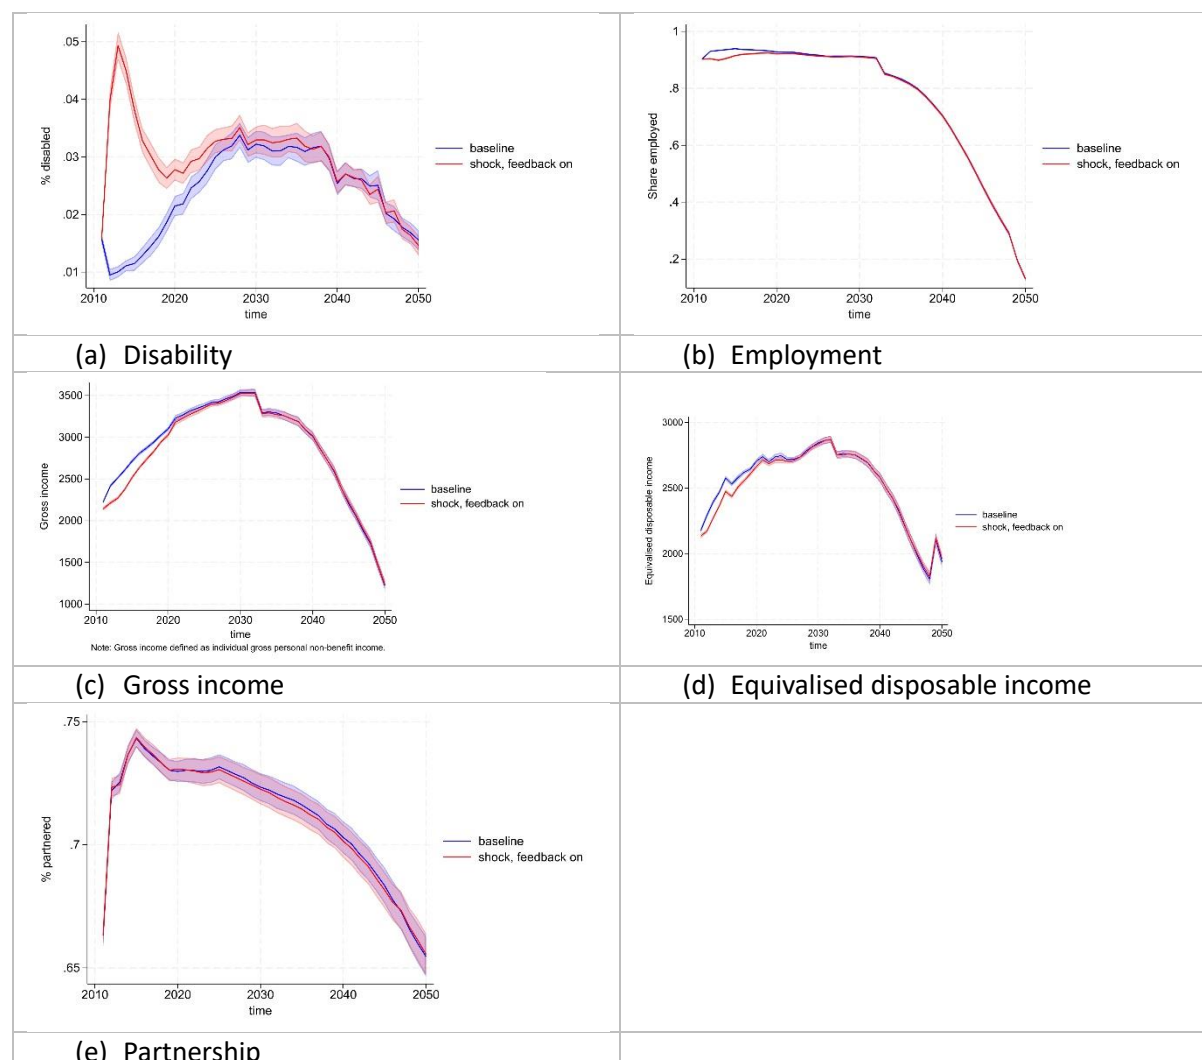 .05
.04
.03
.02
.01
% disabled
2010 2020 2030 2040 2050
time
baseline
shock, feedback on
(a) Disability
1
.8
.6
.4
.2
Share employed
2010 2020 2030 2040 2050
time
baseline
shock, feedback on
(b) Employment
3500
3000
2500
2000
1500
1000
Gross income
2010 2020 2030 2040 2050
time
Note: Gross income defined as individual gross personal non-benefit income.
baseline
shock, feedback on
(c) Gross income
3000
2500
2000
1500
Equivalised disposable income
2010 2020 2030 2040 2050
time
baseline
shock, feedback on
(d) Equivalised disposable income
.75
.7
.65
% partnered
2010 2020 2030 2040 2050
time
baseline
shock, feedback on
(e) Partnership